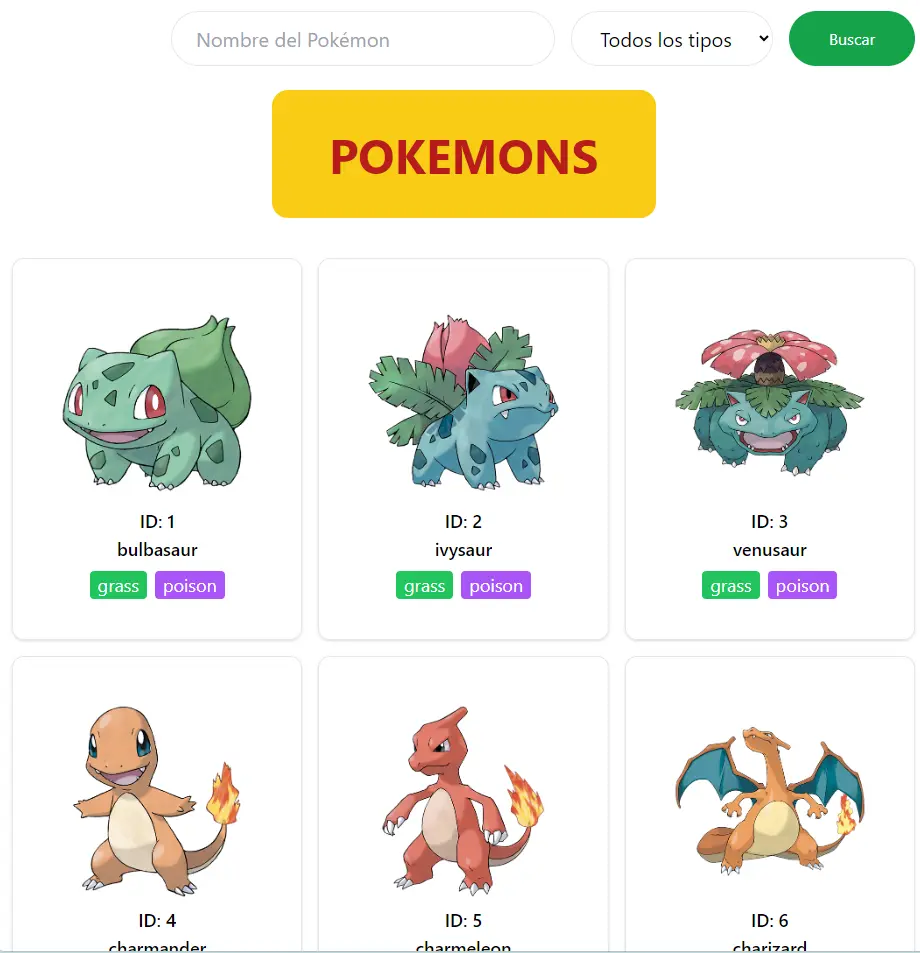 Nombre del Pokémon Todos los tipos Buscar
POKEMONS
ID: 1 ID: 2 ID: 3
bulbasaur ivysaur venusaur
grass poison grass poison grass poison
ID: 4 ID: 5 ID: 6
charmander charmeleon charizard